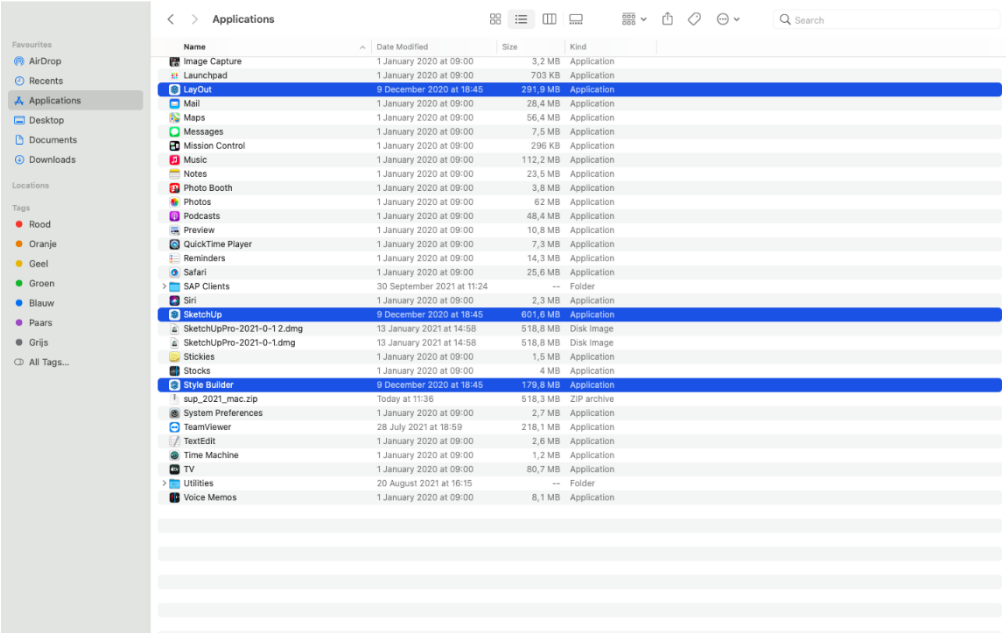 Applications
Search
Favourites
AirDrop
Recents
Applications
Desktop
Documents
Downloads
Locations
Tags
Rood
Oranje
Geel
Groen
Blauw
Paars
Grijs
All Tags...
Name Date Modified Size Kind
Image Capture 1 January 2020 at 09:00 3,2 MB Application
Launchpad 1 January 2020 at 09:00 703 KB Application
LayOut 9 December 2020 at 18:45 291,9 MB Application
Mail 1 January 2020 at 09:00 28,4 MB Application
Maps 1 January 2020 at 09:00 56,4 MB Application
Messages 1 January 2020 at 09:00 7,5 MB Application
Mission Control 1 January 2020 at 09:00 296 KB Application
Music 1 January 2020 at 09:00 112,2 MB Application
Notes 1 January 2020 at 09:00 23,5 MB Application
Photo Booth 1 January 2020 at 09:00 3,8 MB Application
Photos 1 January 2020 at 09:00 62 MB Application
Podcasts 1 January 2020 at 09:00 48,4 MB Application
Preview 1 January 2020 at 09:00 10,8 MB Application
QuickTime Player 1 January 2020 at 09:00 7,3 MB Application
Reminders 1 January 2020 at 09:00 14,3 MB Application
Safari 1 January 2020 at 09:00 25,6 MB Application
SAP Clients 30 September 2021 at 11:24 -- Folder
Siri 1 January 2020 at 09:00 2,3 MB Application
SketchUp 9 December 2020 at 18:45 601,6 MB Application
SketchUpPro-2021-0-1 2.dmg 13 January 2021 at 14:58 518,8 MB Disk Image
SketchUpPro-2021-0-1.dmg 13 January 2021 at 14:58 518,8 MB Disk Image
Stickies 1 January 2020 at 09:00 1,5 MB Application
Stocks 1 January 2020 at 09:00 4 MB Application
Style Builder 9 December 2020 at 18:45 179,8 MB Application
sup_2021_mac.zip Today at 11:36 518,3 MB ZIP archive
System Preferences 1 January 2020 at 09:00 2,7 MB Application
TeamViewer 28 July 2021 at 18:59 218,1 MB Application
TextEdit 1 January 2020 at 09:00 2,6 MB Application
Time Machine 1 January 2020 at 09:00 1,2 MB Application
TV 1 January 2020 at 09:00 80,7 MB Application
Utilities 20 August 2021 at 16:15 -- Folder
Voice Memos 1 January 2020 at 09:00 8,1 MB Application